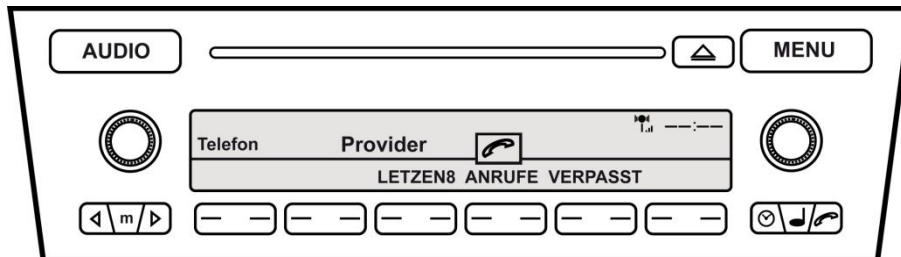 AUDIO
MENU
Telefon Provider --:--
LETZEN8 ANRUFE VERPASST
m